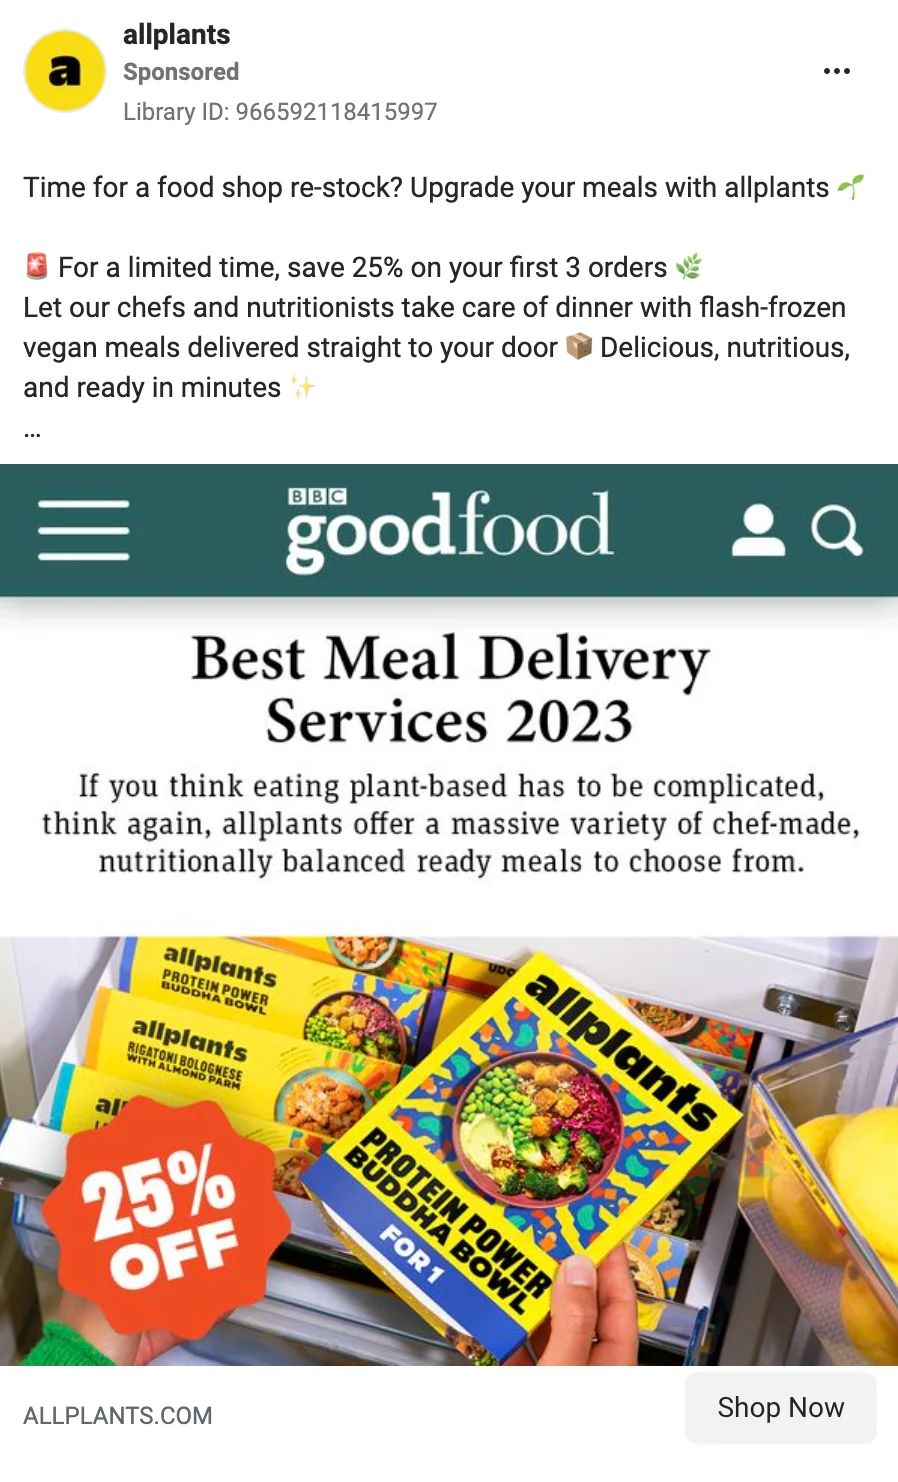 allplants
Sponsored
Library ID: 966592118415997
Time for a food shop re-stock? Upgrade your meals with allplants 🌱
🚨 For a limited time, save 25% on your first 3 orders 🌿
Let our chefs and nutritionists take care of dinner with flash-frozen
vegan meals delivered straight to your door 📦 Delicious, nutritious,
and ready in minutes ✨
...
BBC
goodfood
Best Meal Delivery
Services 2023
If you think eating plant-based has to be complicated,
think again, allplants offer a massive variety of chef-made,
nutritionally balanced ready meals to choose from.
allplants
PROTEIN POWER
BUDDHA BOWL
allplants
RIGATONI BOLOGNESE
WITH ALMOND PARM
allplants
PROTEIN POWER
BUDDHA BOWL
FOR 1
25%
OFF
ALLPLANTS.COM
Shop Now